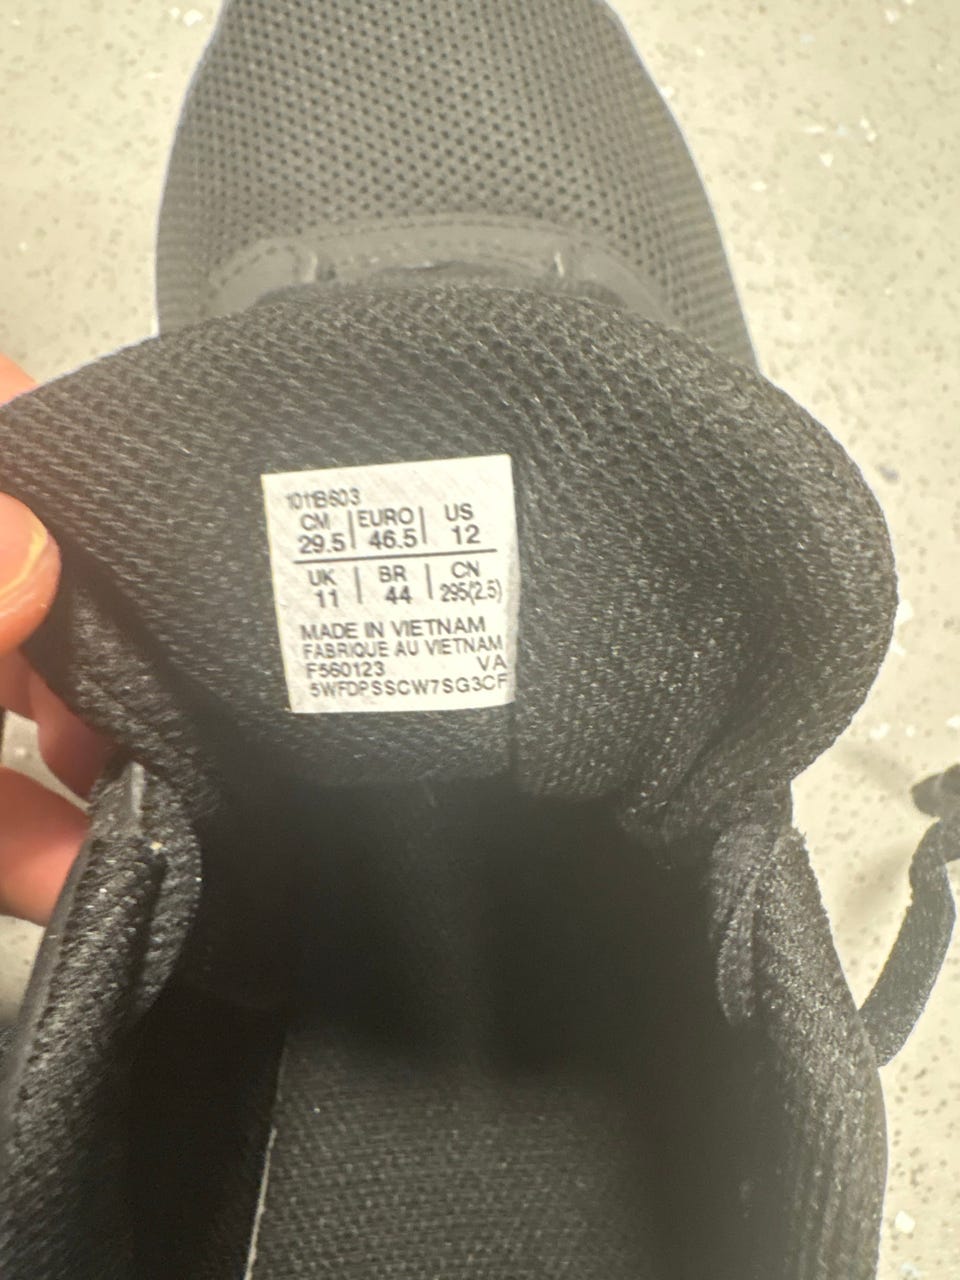 1011B603
CM | EURO | US
29.5 | 46.5 | 12
UK | BR | CN
11 | 44 | 295(2.5)
MADE IN VIETNAM
FABRIQUE AU VIETNAM
F560123 VA
5WFDPSSCW7SG3CF